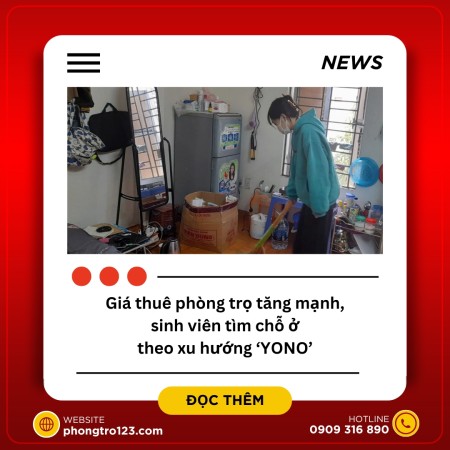 NEWS
Giá thuê phòng trọ tăng mạnh,
sinh viên tìm chỗ ở
theo xu hướng ‘YONO’
ĐỌC THÊM
WEBSITE
phongtro123.com
HOTLINE
0909 316 890